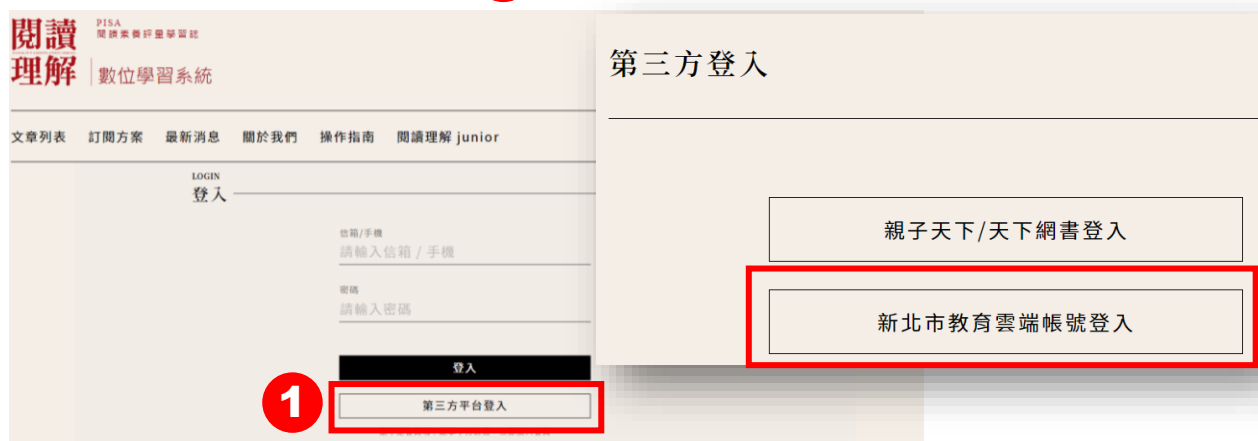 閱讀
理解
PISA
閱讀素養評量學習誌
數位學習系統
文章列表 訂閱方案 最新消息 關於我們 操作指南 閱讀理解 junior
LOGIN
登入
信箱/手機
請輸入信箱 / 手機
密碼
請輸入密碼
登入
1
第三方平台登入
第三方登入
親子天下/天下網書登入
新北市教育雲端帳號登入